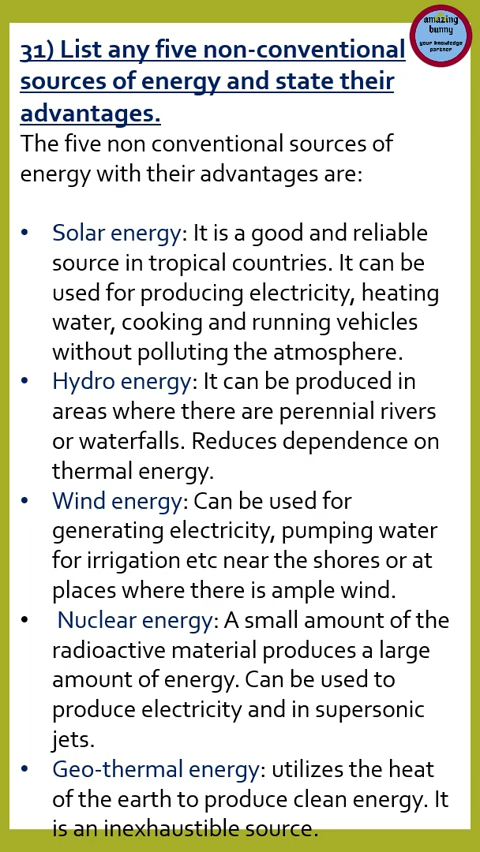 amazing
bunny
your knowledge
partner
31) List any five non-conventional
sources of energy and state their
advantages.
The five non conventional sources of
energy with their advantages are:
• Solar energy: It is a good and reliable
source in tropical countries. It can be
used for producing electricity, heating
water, cooking and running vehicles
without polluting the atmosphere.
• Hydro energy: It can be produced in
areas where there are perennial rivers
or waterfalls. Reduces dependence on
thermal energy.
• Wind energy: Can be used for
generating electricity, pumping water
for irrigation etc near the shores or at
places where there is ample wind.
• Nuclear energy: A small amount of the
radioactive material produces a large
amount of energy. Can be used to
produce electricity and in supersonic
jets.
• Geo-thermal energy: utilizes the heat
of the earth to produce clean energy. It
is an inexhaustible source.